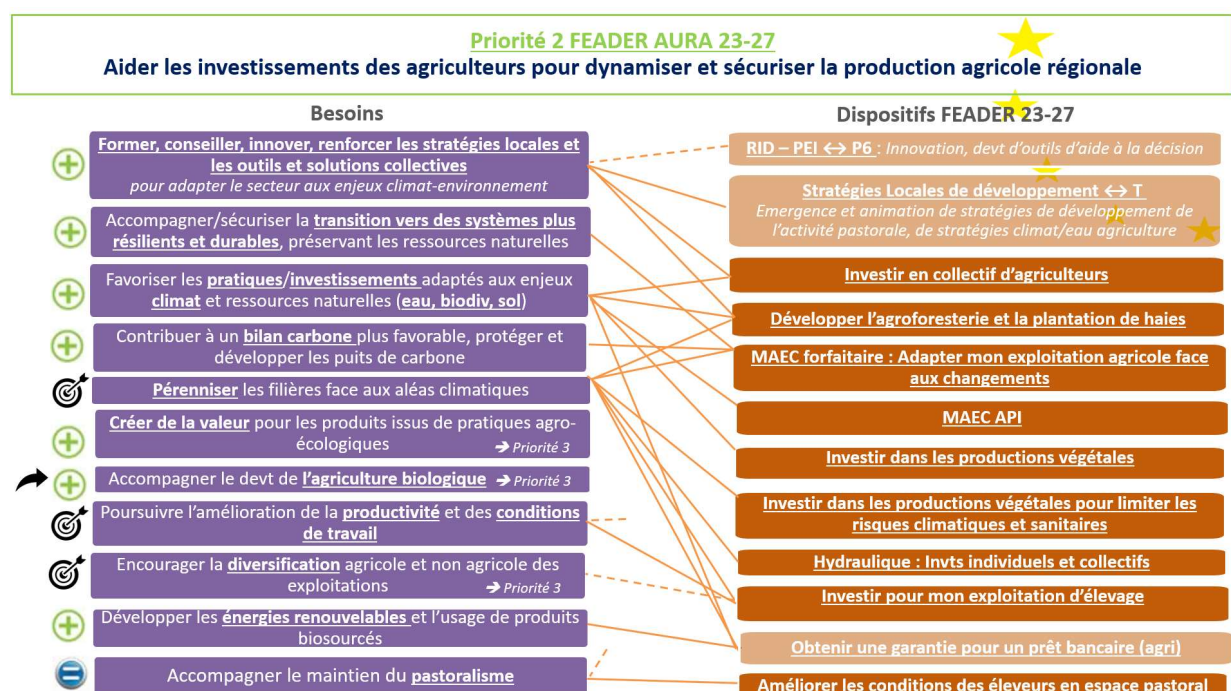 Priorité 2 FEADER AURA 23-27
Aider les investissements des agriculteurs pour dynamiser et sécuriser la production agricole régionale
Besoins
Former, conseiller, innover, renforcer les stratégies locales et
les outils et solutions collectives
pour adapter le secteur aux enjeux climat-environnement
Accompagner/sécuriser la transition vers des systèmes plus
résilients et durables, préservant les ressources naturelles
Favoriser les pratiques/investissements adaptés aux enjeux
climat et ressources naturelles (eau, biodiv, sol)
Contribuer à un bilan carbone plus favorable, protéger et
développer les puits de carbone
Pérenniser les filières face aux aléas climatiques
Créer de la valeur pour les produits issus de pratiques agro-
écologiques ➔ Priorité 3
Accompagner le devt de l'agriculture biologique ➔ Priorité 3
Poursuivre l'amélioration de la productivité et des conditions
de travail
Encourager la diversification agricole et non agricole des
exploitations ➔ Priorité 3
Développer les énergies renouvelables et l'usage de produits
biosourcés
Accompagner le maintien du pastoralisme
Dispositifs FEADER 23-27
RID – PEI ↔ P6 : Innovation, devt d'outils d'aide à la décision
Stratégies Locales de développement ↔ T
Emergence et animation de stratégies de développement de
l'activité pastorale, de stratégies climat/eau agriculture
Investir en collectif d'agriculteurs
Développer l'agroforesterie et la plantation de haies
MAEC forfaitaire : Adapter mon exploitation agricole face
aux changements
MAEC API
Investir dans les productions végétales
Investir dans les productions végétales pour limiter les
risques climatiques et sanitaires
Hydraulique : Invts individuels et collectifs
Investir pour mon exploitation d'élevage
Obtenir une garantie pour un prêt bancaire (agri)
Améliorer les conditions des éleveurs en espace pastoral